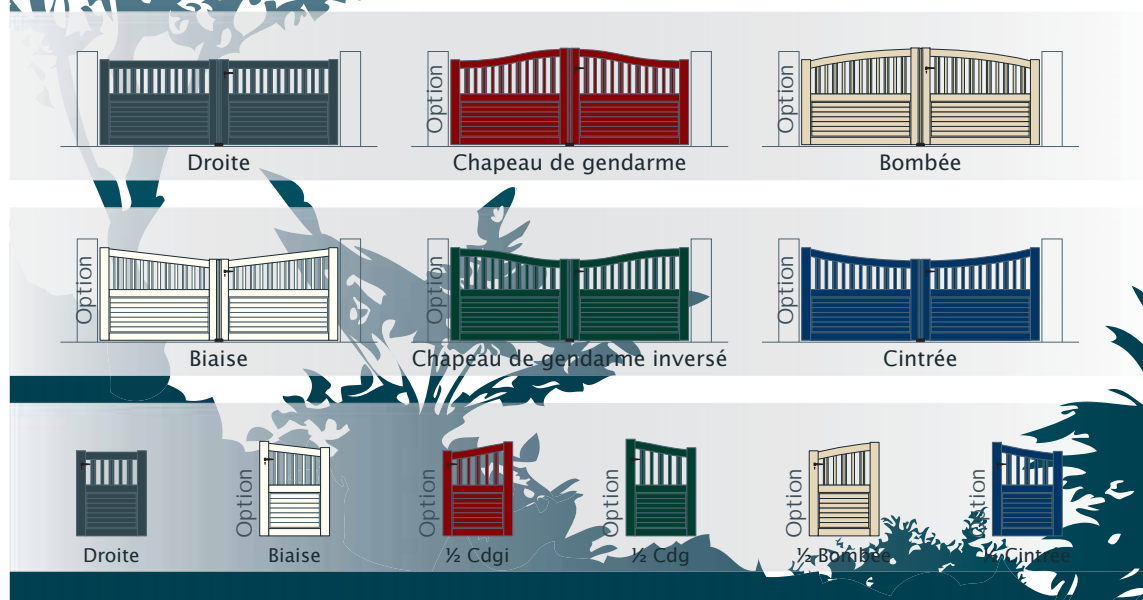 Option
Option
Droite
Chapeau de gendarme
Bombée
Option
Option
Option
Biaise
Chapeau de gendarme inversé
Cintrée
Option
Option
Option
Option
Option
Droite
Biaise
½ Cdgi
½ Cdg
½ Bombée
½ Cintrée